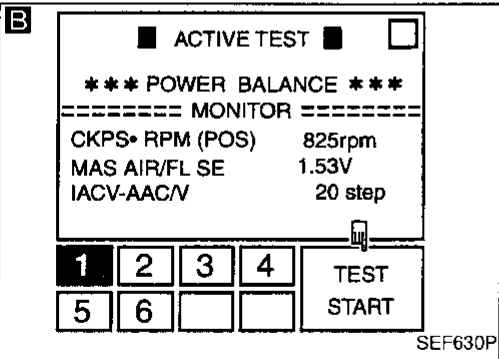 B
■ ACTIVE TEST ■
*** POWER BALANCE ***
======== MONITOR ========
CKPS• RPM (POS) 825rpm
MAS AIR/FL SE 1.53V
IACV-AAC/V 20 step
1 2 3 4
5 6
TEST
START
SEF630P